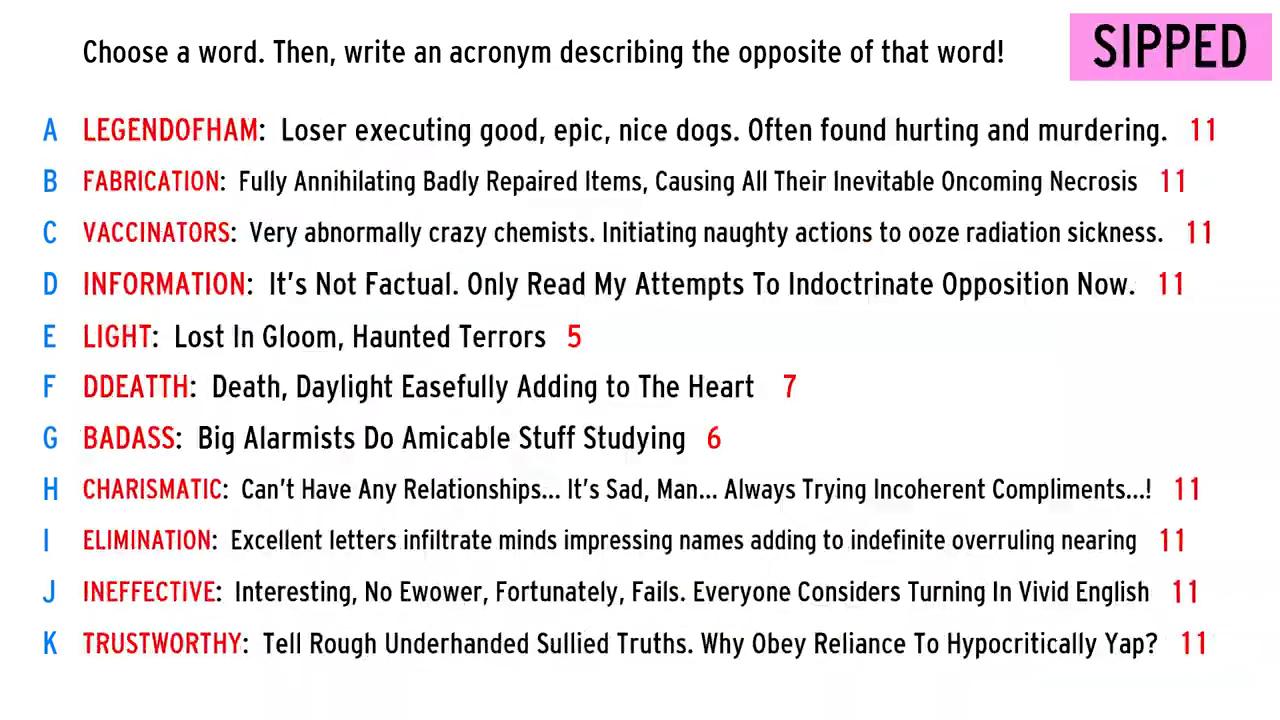 Choose a word. Then, write an acronym describing the opposite of that word!
SIPPED
A LEGENDOFHAM: Loser executing good, epic, nice dogs. Often found hurting and murdering. 11
B FABRICATION: Fully Annihilating Badly Repaired Items, Causing All Their Inevitable Oncoming Necrosis 11
C VACCINATORS: Very abnormally crazy chemists. Initiating naughty actions to ooze radiation sickness. 11
D INFORMATION: It's Not Factual. Only Read My Attempts To Indoctrinate Opposition Now. 11
E LIGHT: Lost In Gloom, Haunted Terrors 5
F DDEATTH: Death, Daylight Easefully Adding to The Heart 7
G BADASS: Big Alarmists Do Amicable Stuff Studying 6
H CHARISMATIC: Can't Have Any Relationships... It's Sad, Man... Always Trying Incoherent Compliments...! 11
I ELIMINATION: Excellent letters infiltrate minds impressing names adding to indefinite overruling nearing 11
J INEFFECTIVE: Interesting, No Ewower, Fortunately, Fails. Everyone Considers Turning In Vivid English 11
K TRUSTWORTHY: Tell Rough Underhanded Sullied Truths. Why Obey Reliance To Hypocritically Yap? 11